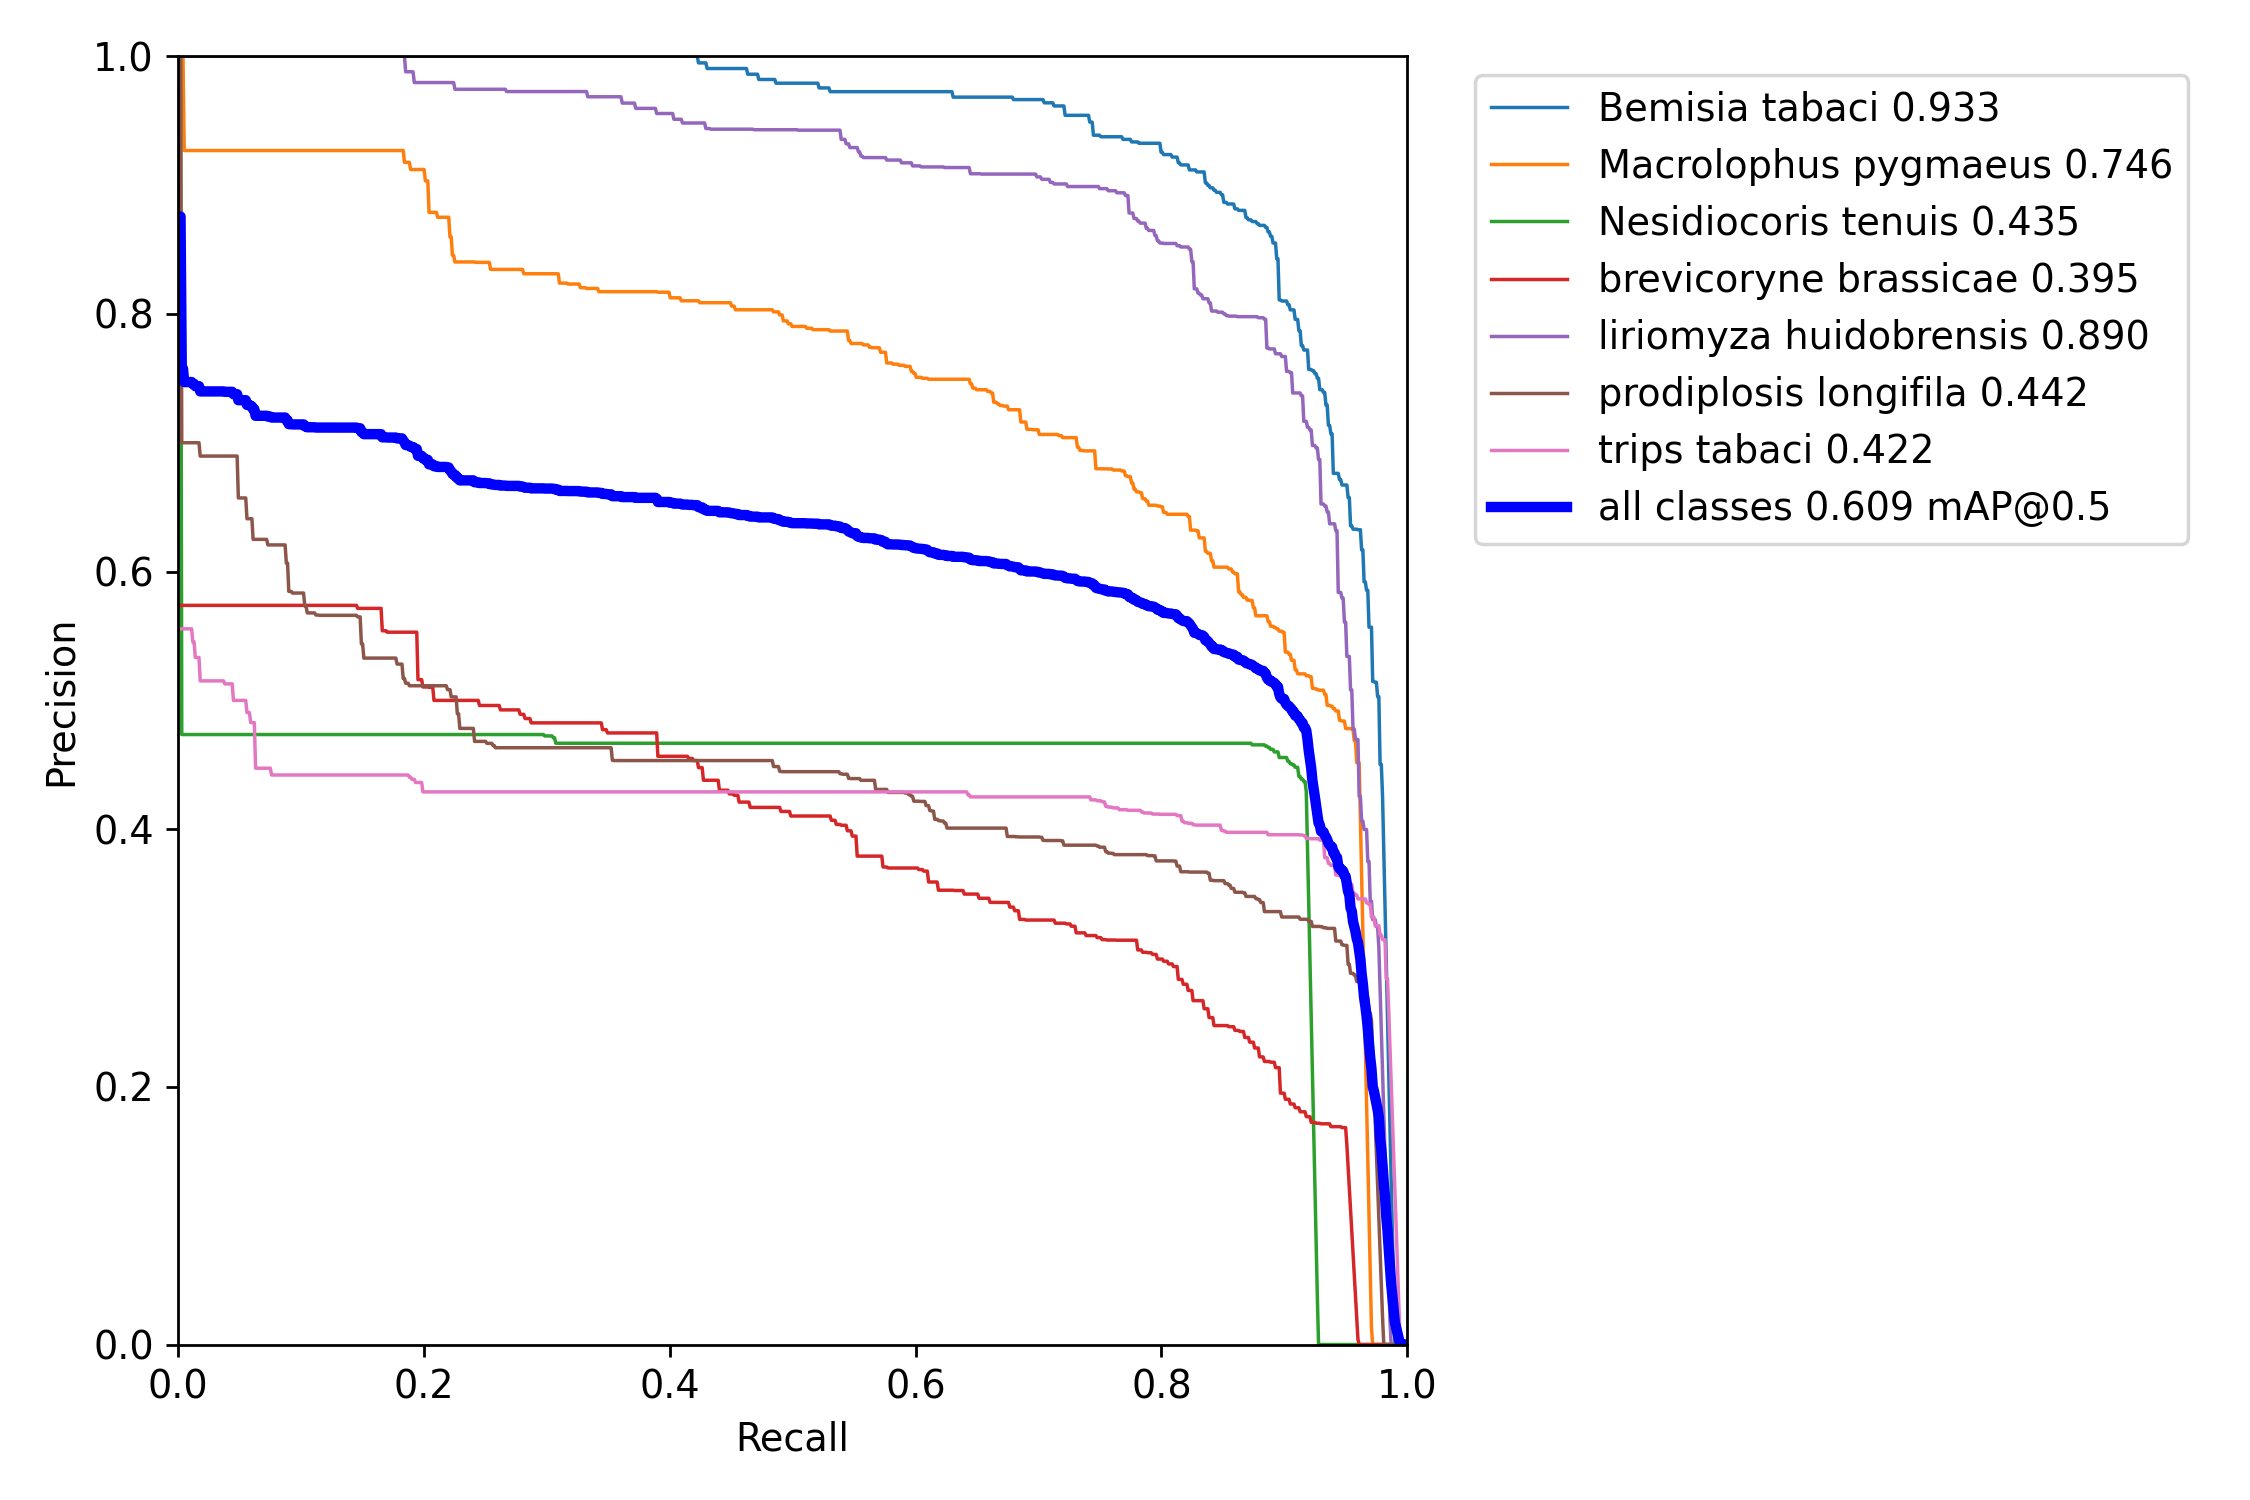 1.0
0.8
0.6
0.4
0.2
0.0
Precision
0.0 0.2 0.4 0.6 0.8 1.0
Recall
Bemisia tabaci 0.933
Macrolophus pygmaeus 0.746
Nesidiocoris tenuis 0.435
brevicoryne brassicae 0.395
liriomyza huidobrensis 0.890
prodiplosis longifila 0.442
trips tabaci 0.422
all classes 0.609 mAP@0.5